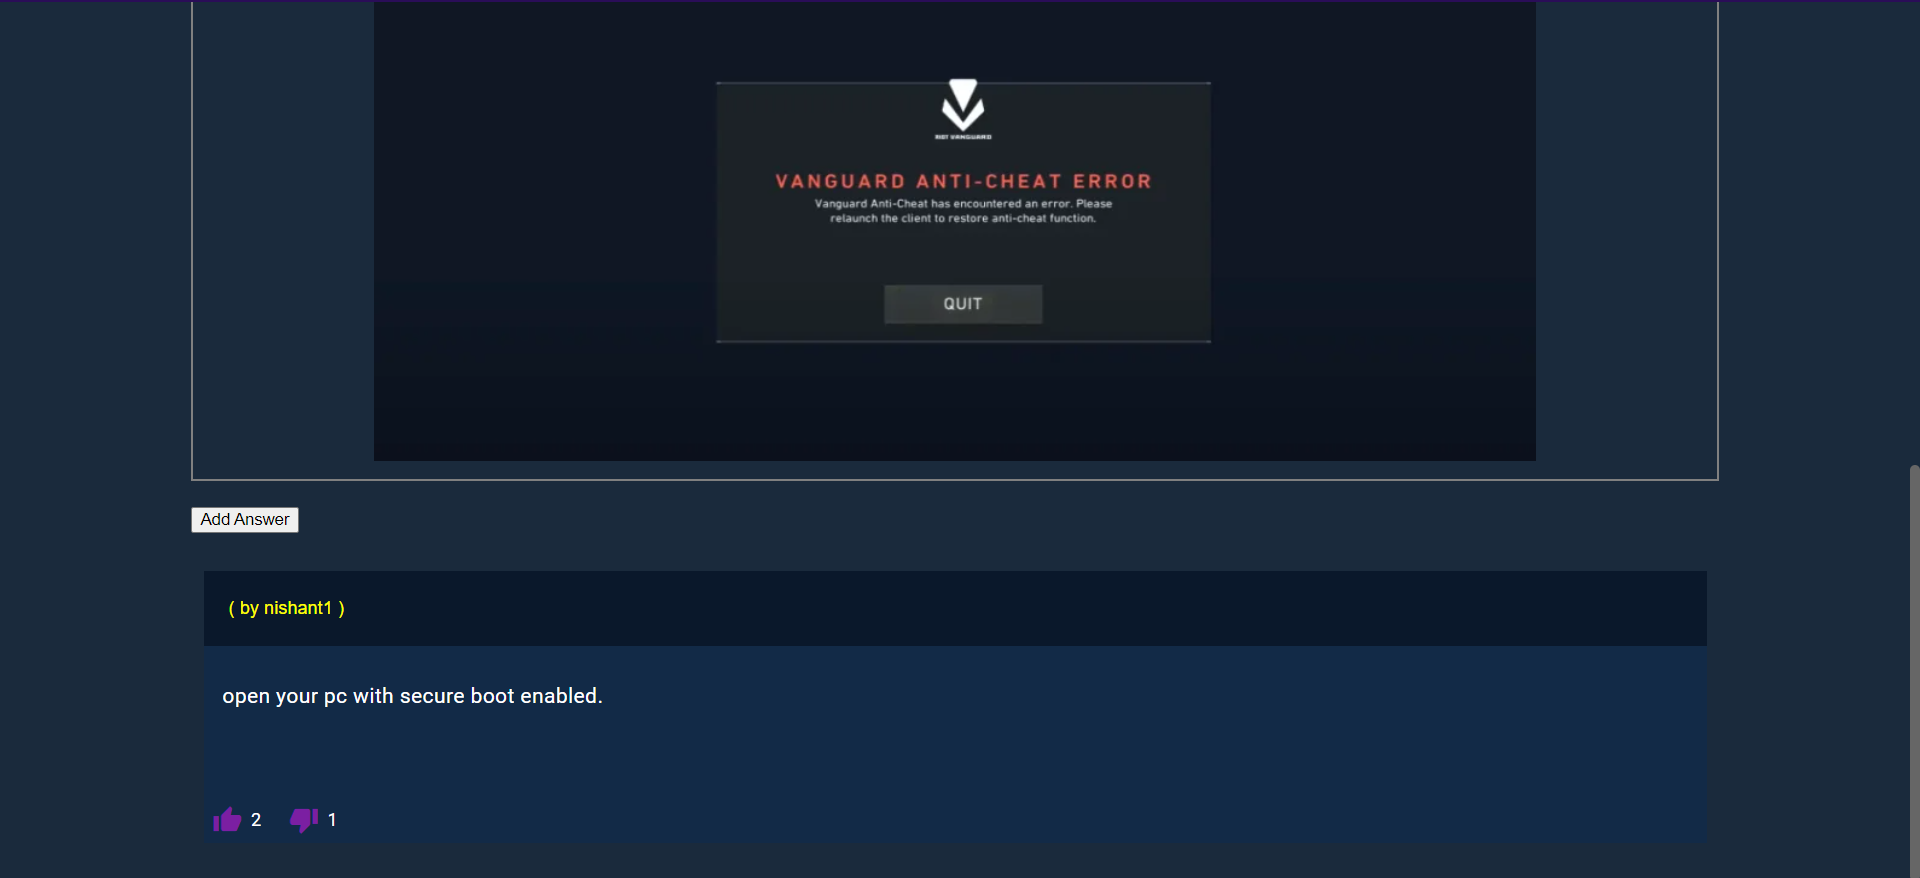 RIOT VANGUARD
VANGUARD ANTI-CHEAT ERROR
Vanguard Anti-Cheat has encountered an error. Please
relaunch the client to restore anti-cheat function.
QUIT
Add Answer
( by nishant1 )
open your pc with secure boot enabled.
2 1